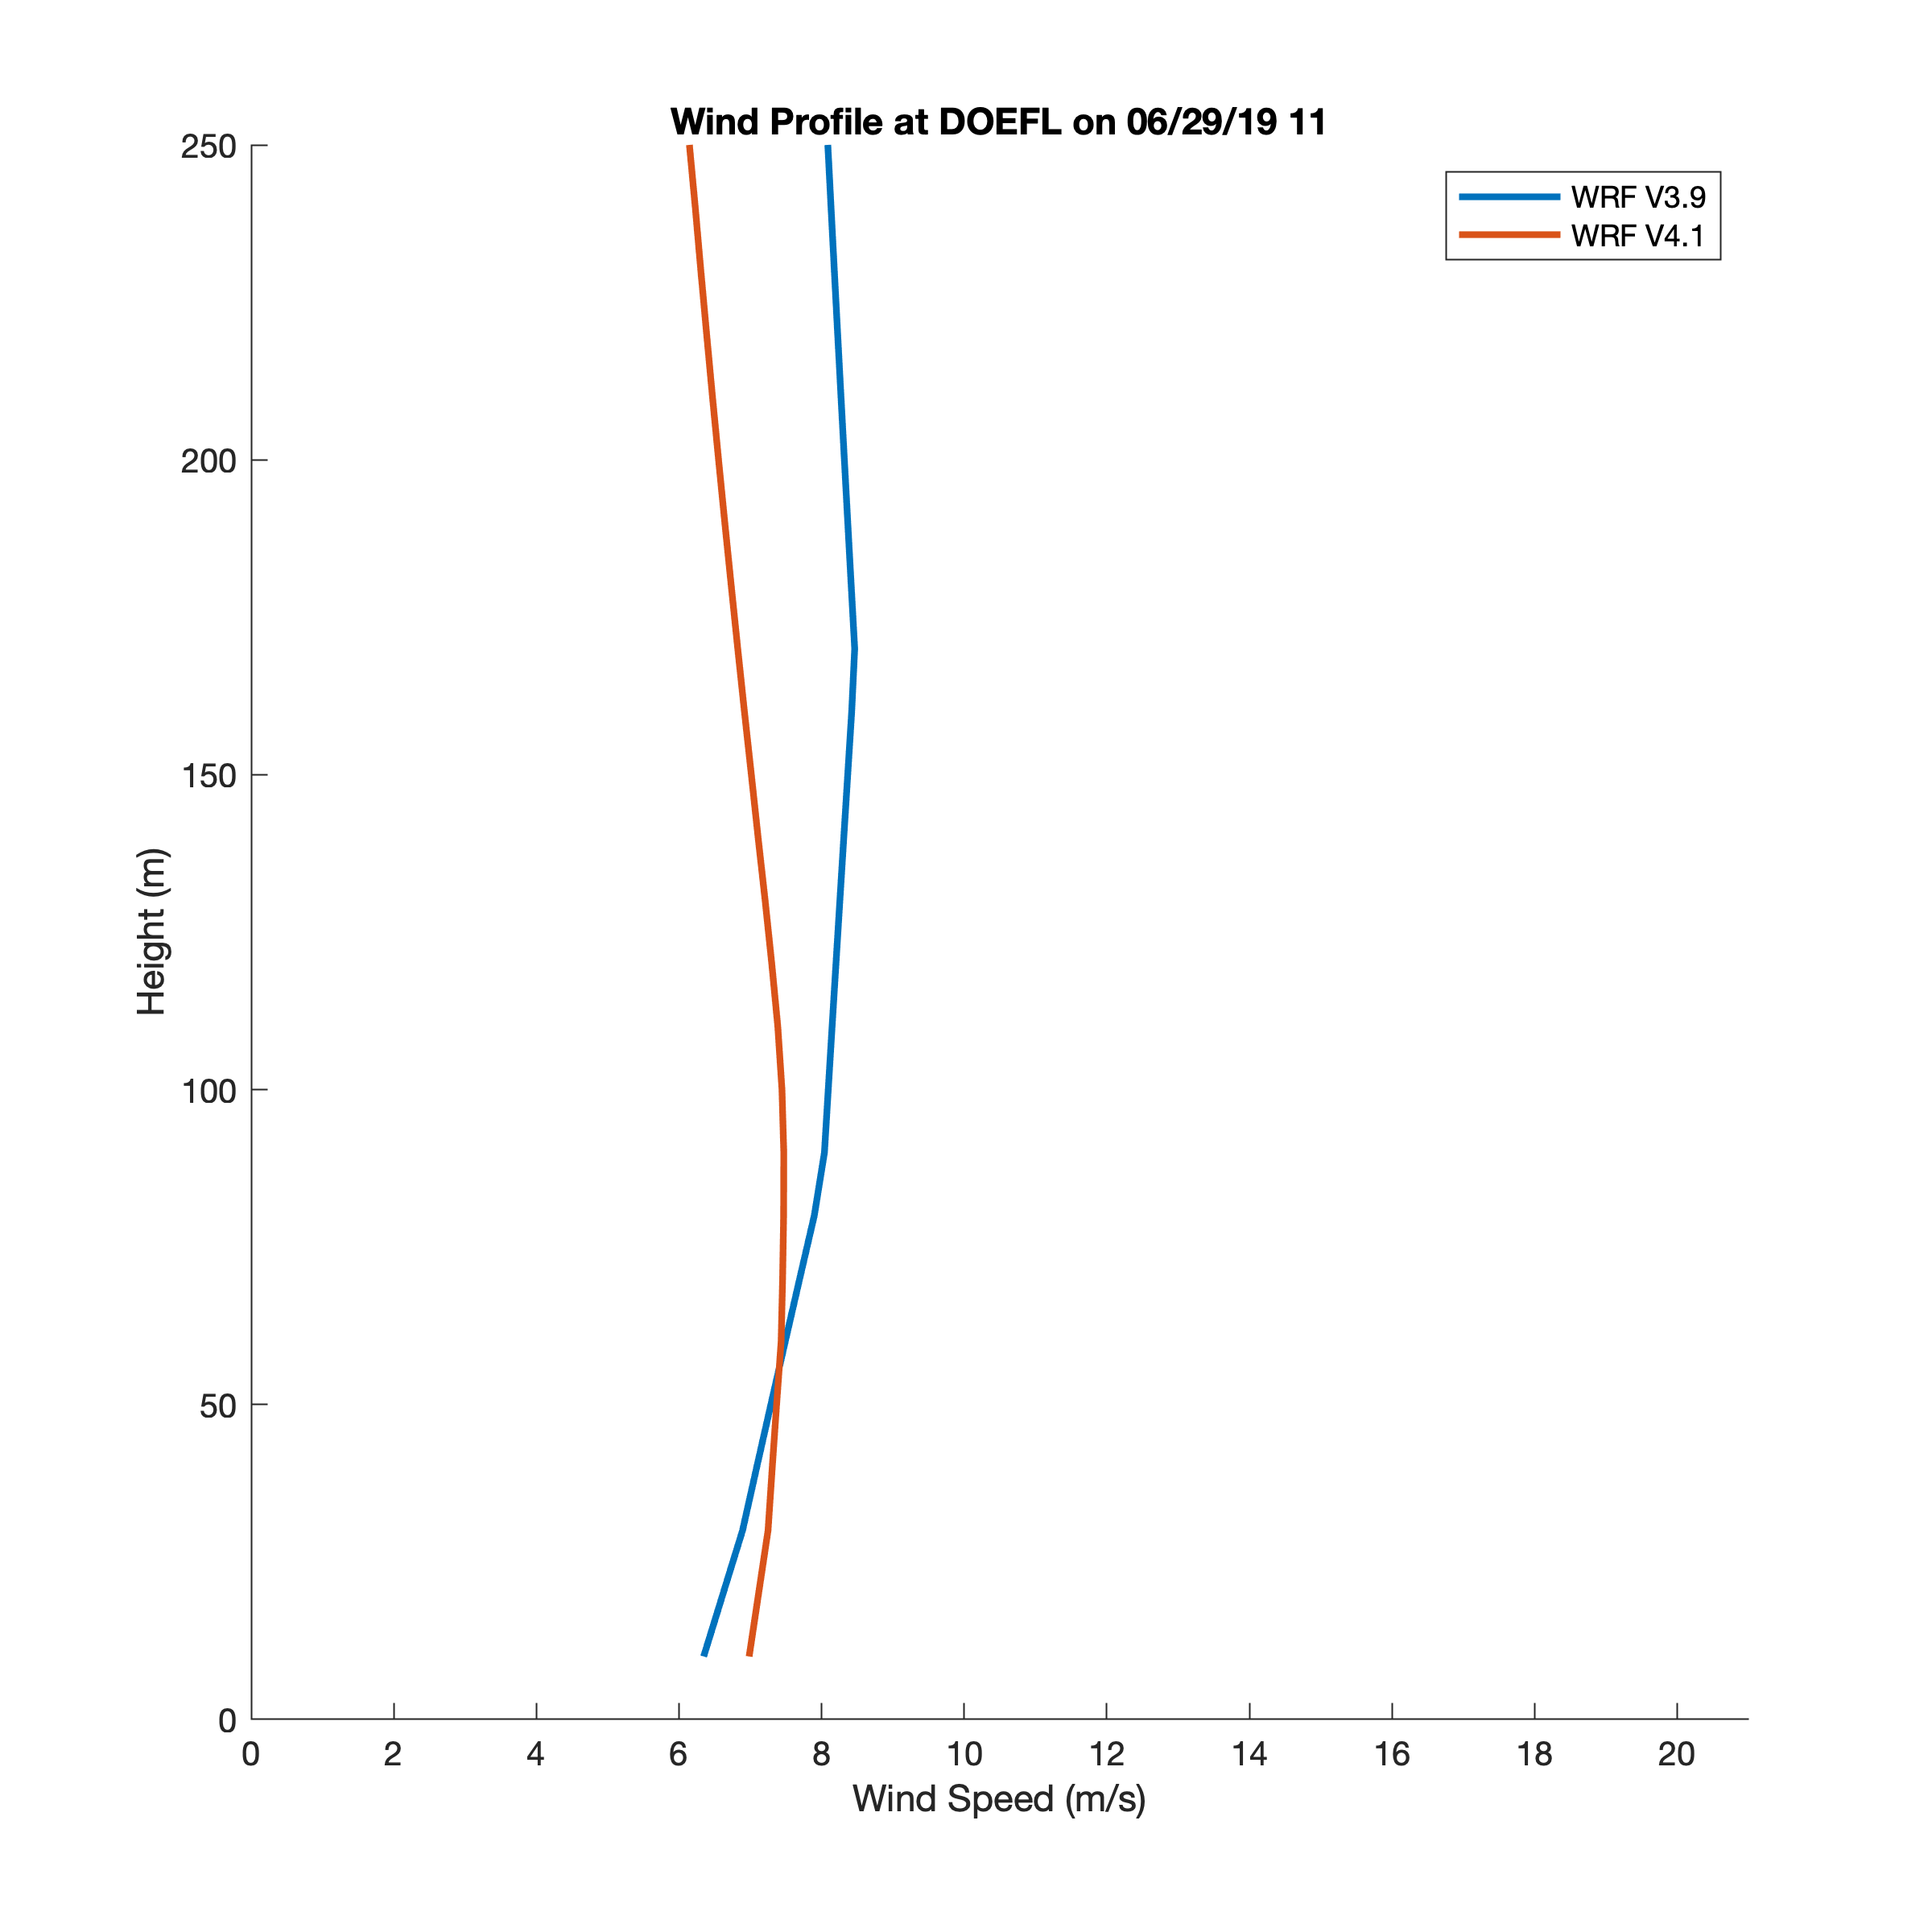 Wind Profile at DOEFL on 06/29/19 11
WRF V3.9
WRF V4.1
250
200
150
100
50
0
Height (m)
0 2 4 6 8 10 12 14 16 18 20
Wind Speed (m/s)